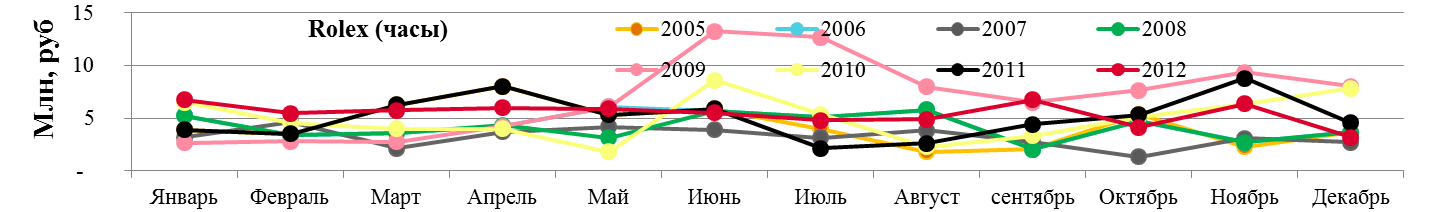 Млн, руб
15
10
5
-
Rolex (часы)
2005 2006 2007 2008
2009 2010 2011 2012
Январь Февраль Март Апрель Май Июнь Июль Август сентябрь Октябрь Ноябрь Декабрь